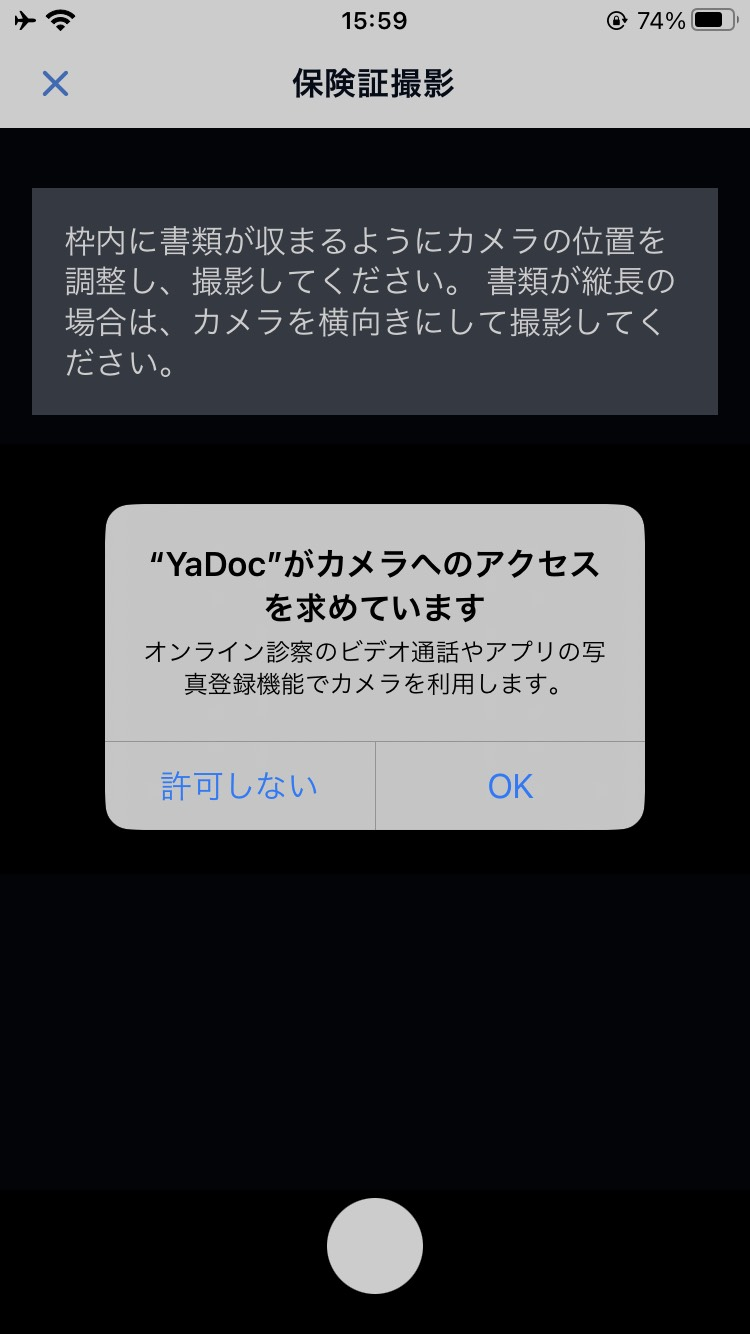 15:59
74%
保険証撮影
枠内に書類が収まるようにカメラの位置を
調整し、撮影してください。 書類が縦長の
場合は、カメラを横向きにして撮影してく
ださい。
“YaDoc”がカメラへのアクセス
を求めています
オンライン診察のビデオ通話やアプリの写
真登録機能でカメラを利用します。
許可しない
OK